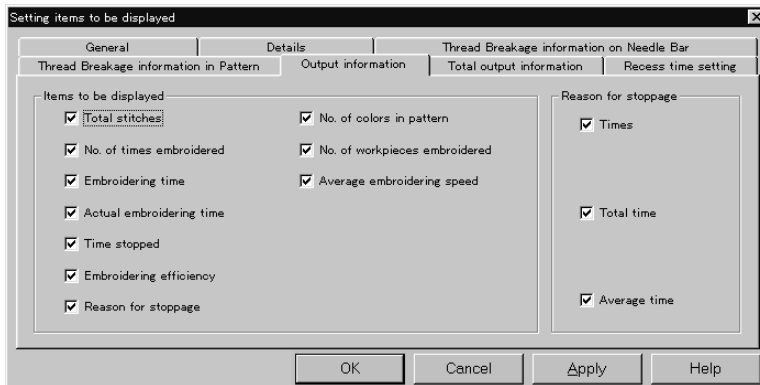 Setting items to be displayed
General
Details
Thread Breakage information on Needle Bar
Thread Breakage information in Pattern
Output information
Total output information
Recess time setting
Items to be displayed
Total stitches
No. of times embroidered
Embroidering time
Actual embroidering time
Time stopped
Embroidering efficiency
Reason for stoppage
No. of colors in pattern
No. of workpieces embroidered
Average embroidering speed
Reason for stoppage
Times
Total time
Average time
OK
Cancel
Apply
Help